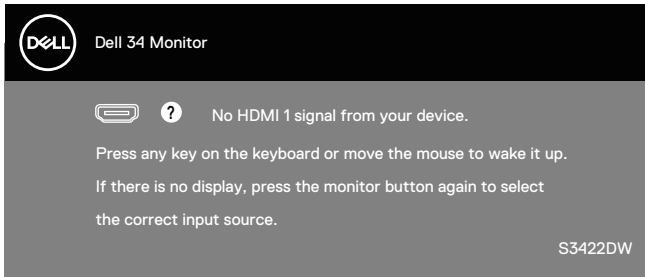 DELL
Dell 34 Monitor
? No HDMI 1 signal from your device.
Press any key on the keyboard or move the mouse to wake it up.
If there is no display, press the monitor button again to select
the correct input source.
S3422DW